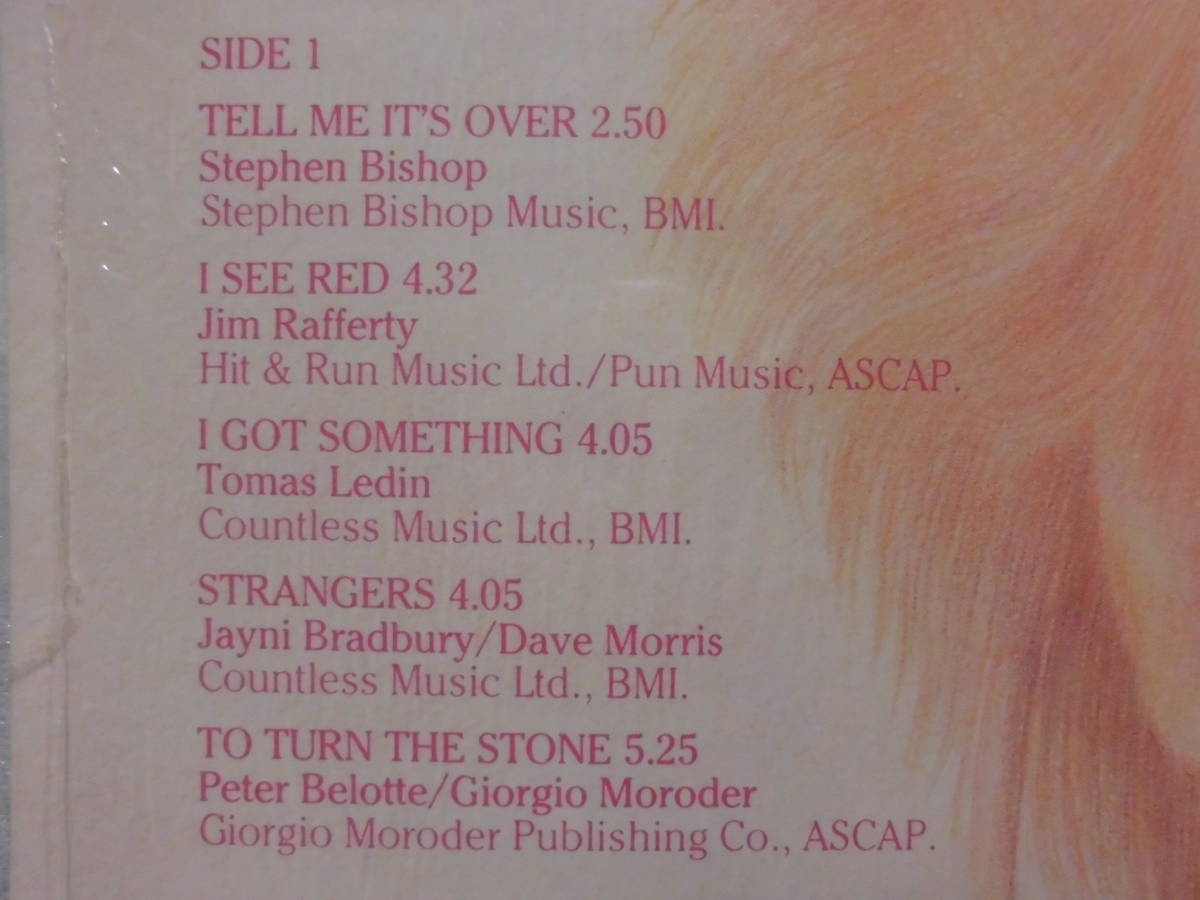 SIDE 1
TELL ME IT'S OVER 2.50
Stephen Bishop
Stephen Bishop Music, BMI.
I SEE RED 4.32
Jim Rafferty
Hit & Run Music Ltd./Pun Music, ASCAP.
I GOT SOMETHING 4.05
Tomas Ledin
Countless Music Ltd., BMI.
STRANGERS 4.05
Jayni Bradbury/Dave Morris
Countless Music Ltd., BMI.
TO TURN THE STONE 5.25
Peter Belotte/Giorgio Moroder
Giorgio Moroder Publishing Co., ASCAP.